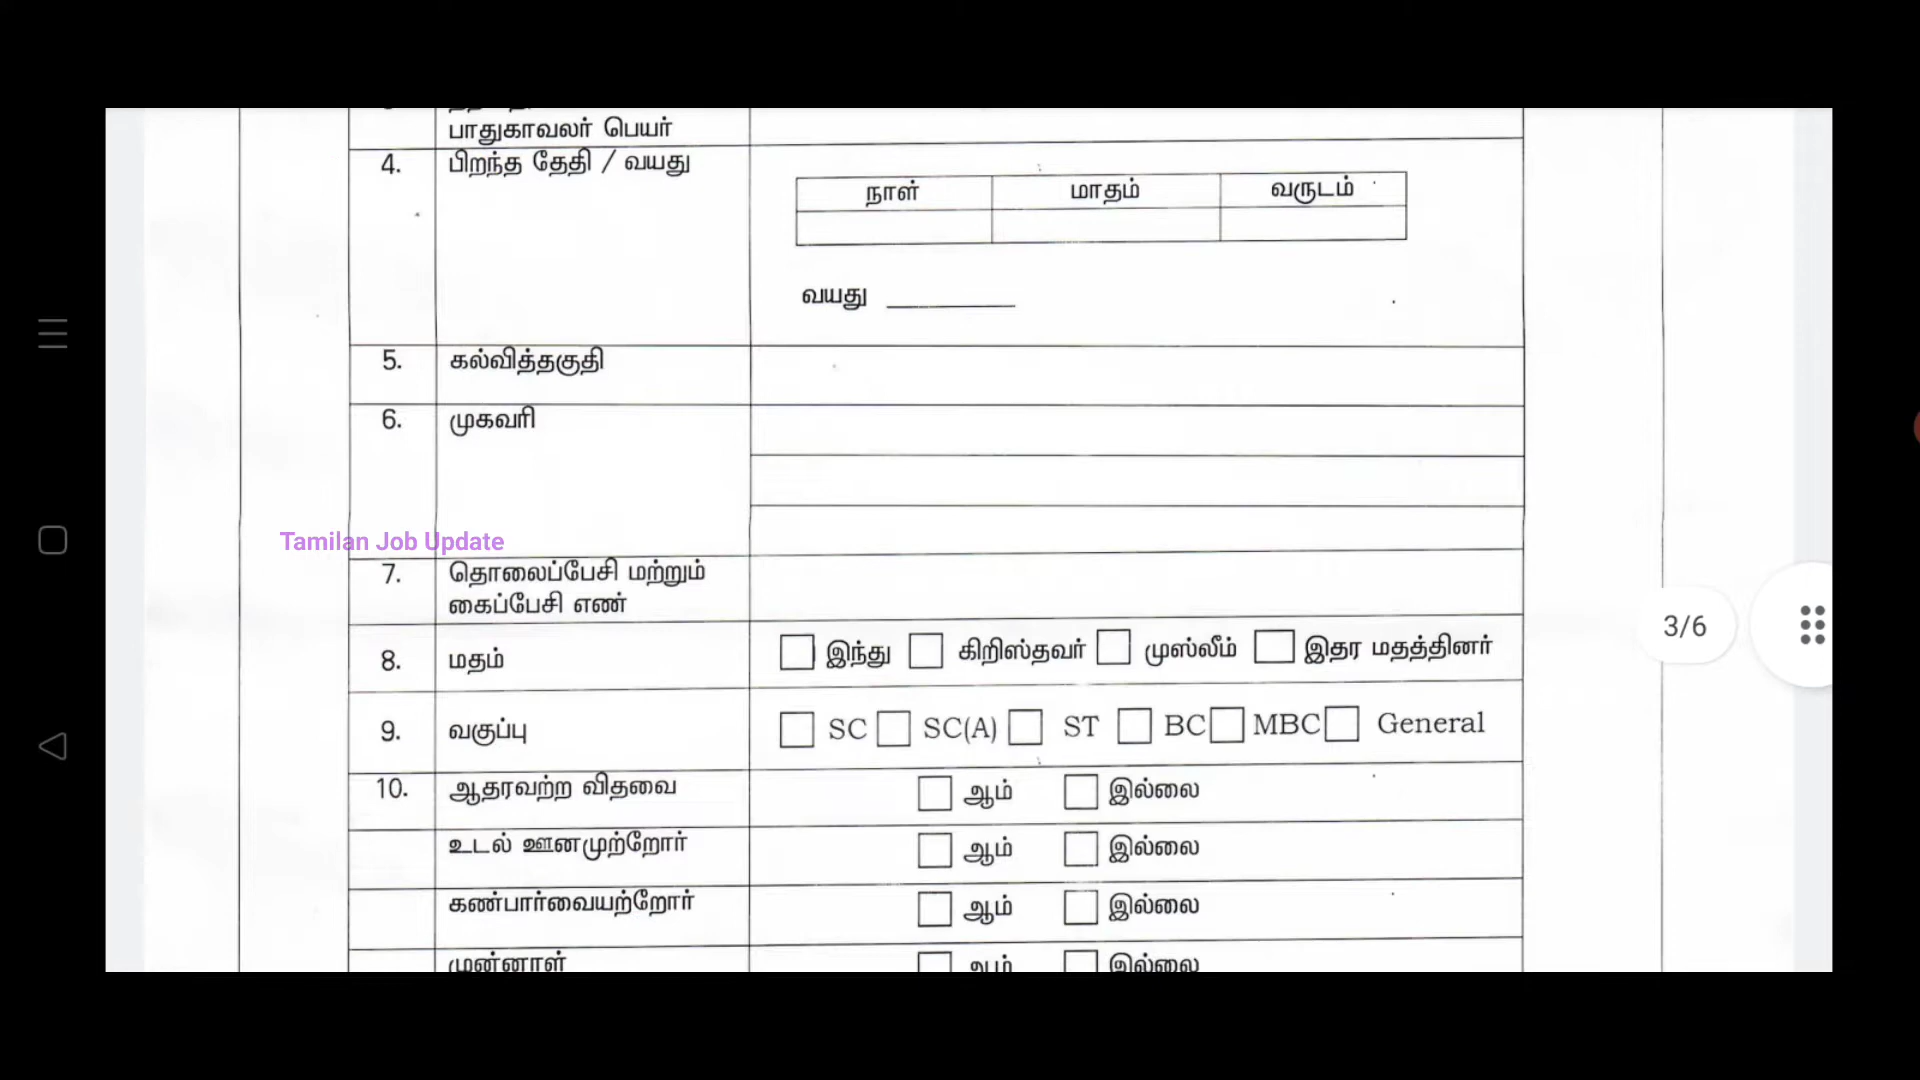 பாதுகாவலர் பெயர்
4. பிறந்த தேதி / வயது
நாள் மாதம் வருடம்
வயது
5. கல்வித்தகுதி
6. முகவரி
Tamilan Job Update
7. தொலைப்பேசி மற்றும்
கைப்பேசி எண்
3/6
8. மதம் இந்து கிறிஸ்தவர் முஸ்லீம் இதர மதத்தினர்
9. வகுப்பு SC SC(A) ST BC MBC General
10. ஆதரவற்ற விதவை ஆம் இல்லை
உடல் ஊனமுற்றோர் ஆம் இல்லை
கண்பார்வையற்றோர் ஆம் இல்லை
முன்னாள் ஆம் இல்லை